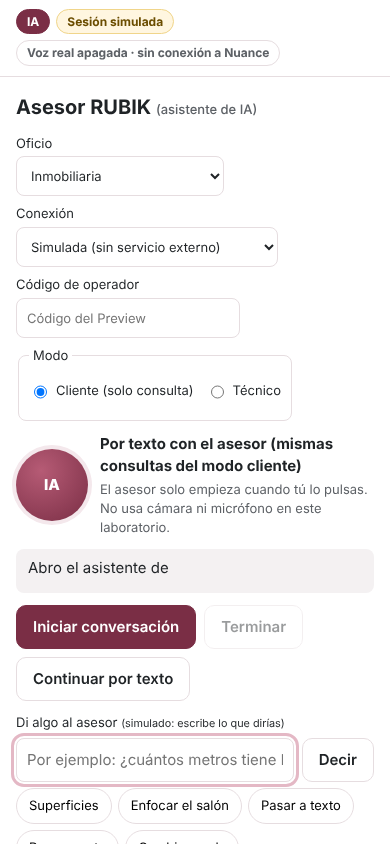 IA Sesión simulada
Voz real apagada · sin conexión a Nuance
Asesor RUBIK (asistente de IA)
Oficio
Inmobiliaria
Conexión
Simulada (sin servicio externo)
Código de operador
Código del Preview
Modo
Cliente (solo consulta) Técnico
IA
Por texto con el asesor (mismas
consultas del modo cliente)
El asesor solo empieza cuando tú lo pulsas.
No usa cámara ni micrófono en este
laboratorio.
Abro el asistente de
Iniciar conversación Terminar
Continuar por texto
Di algo al asesor (simulado: escribe lo que dirías)
Por ejemplo: ¿cuántos metros tiene Decir
Superficies Enfocar el salón Pasar a texto